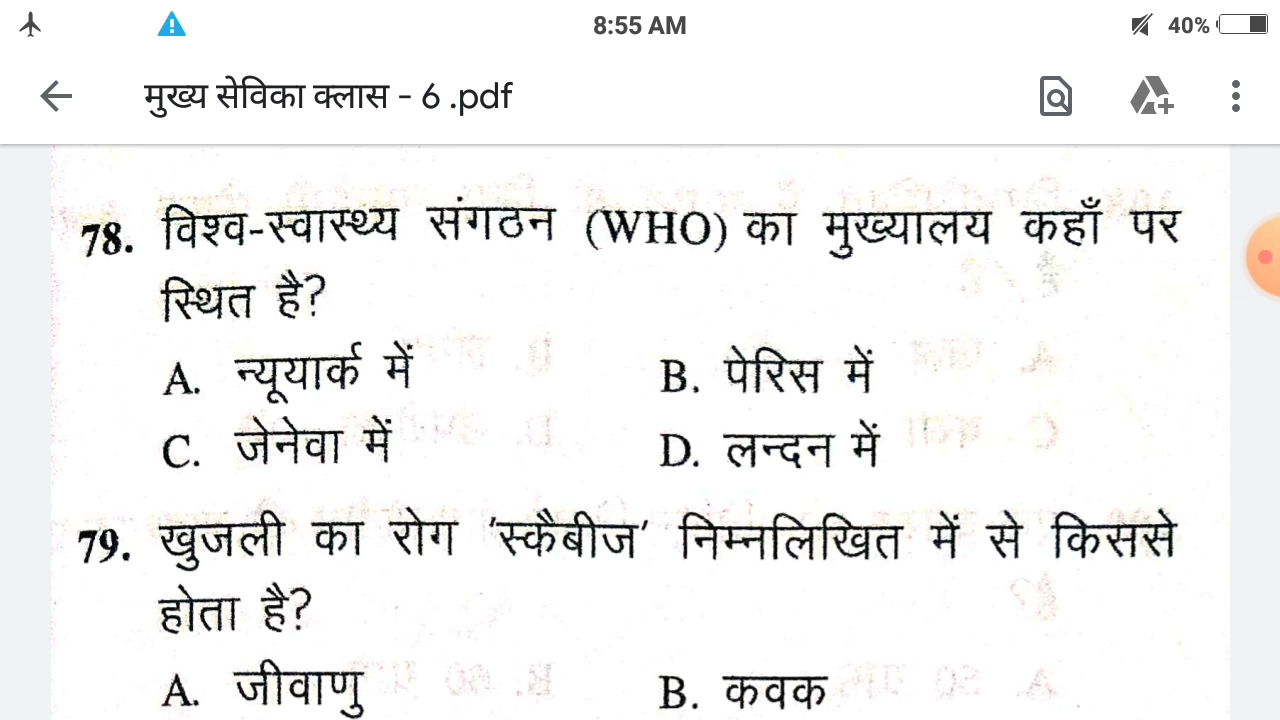 8:55 AM
40%
मुख्य सेविका क्लास - 6 .pdf
78. विश्व-स्वास्थ्य संगठन (WHO) का मुख्यालय कहाँ पर
स्थित है?
A. न्यूयार्क में B. पेरिस में
C. जेनेवा में D. लन्दन में
79. खुजली का रोग 'स्कैबीज' निम्नलिखित में से किससे
होता है?
A. जीवाणु B. कवक